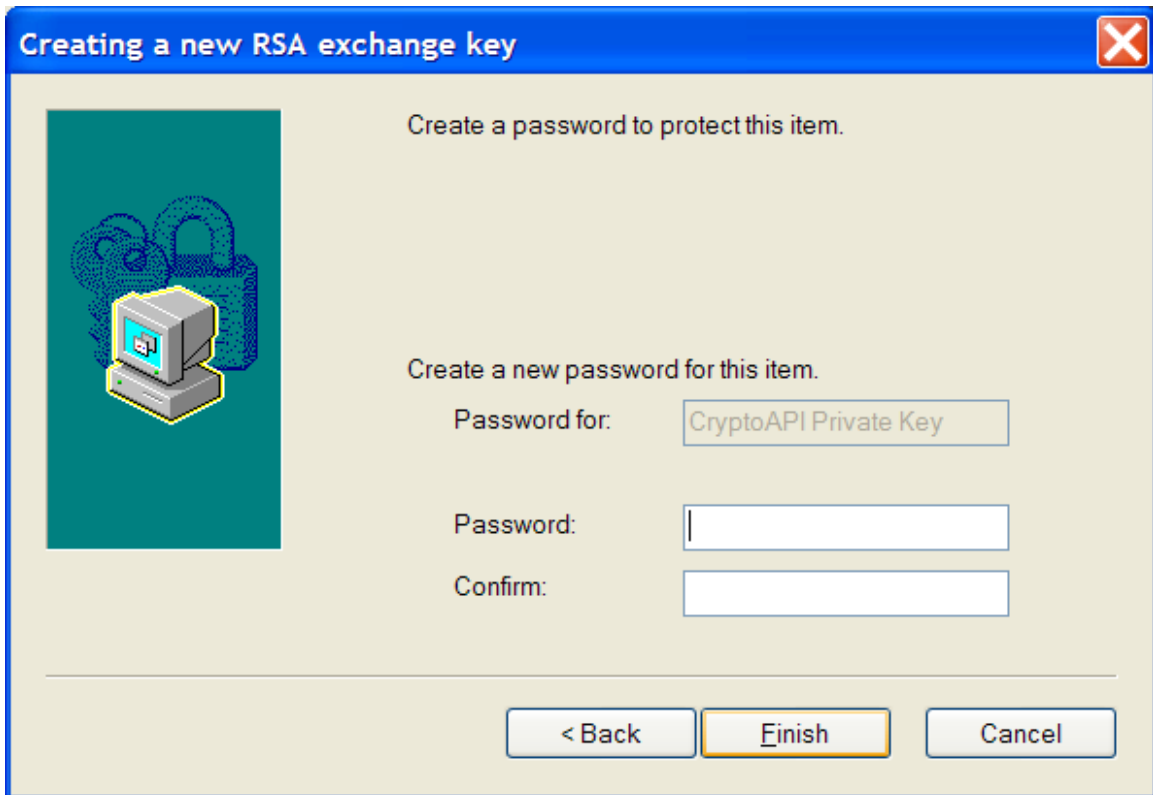 Creating a new RSA exchange key
Create a password to protect this item.
Create a new password for this item.
Password for: CryptoAPI Private Key
Password:
Confirm:
< Back Finish Cancel